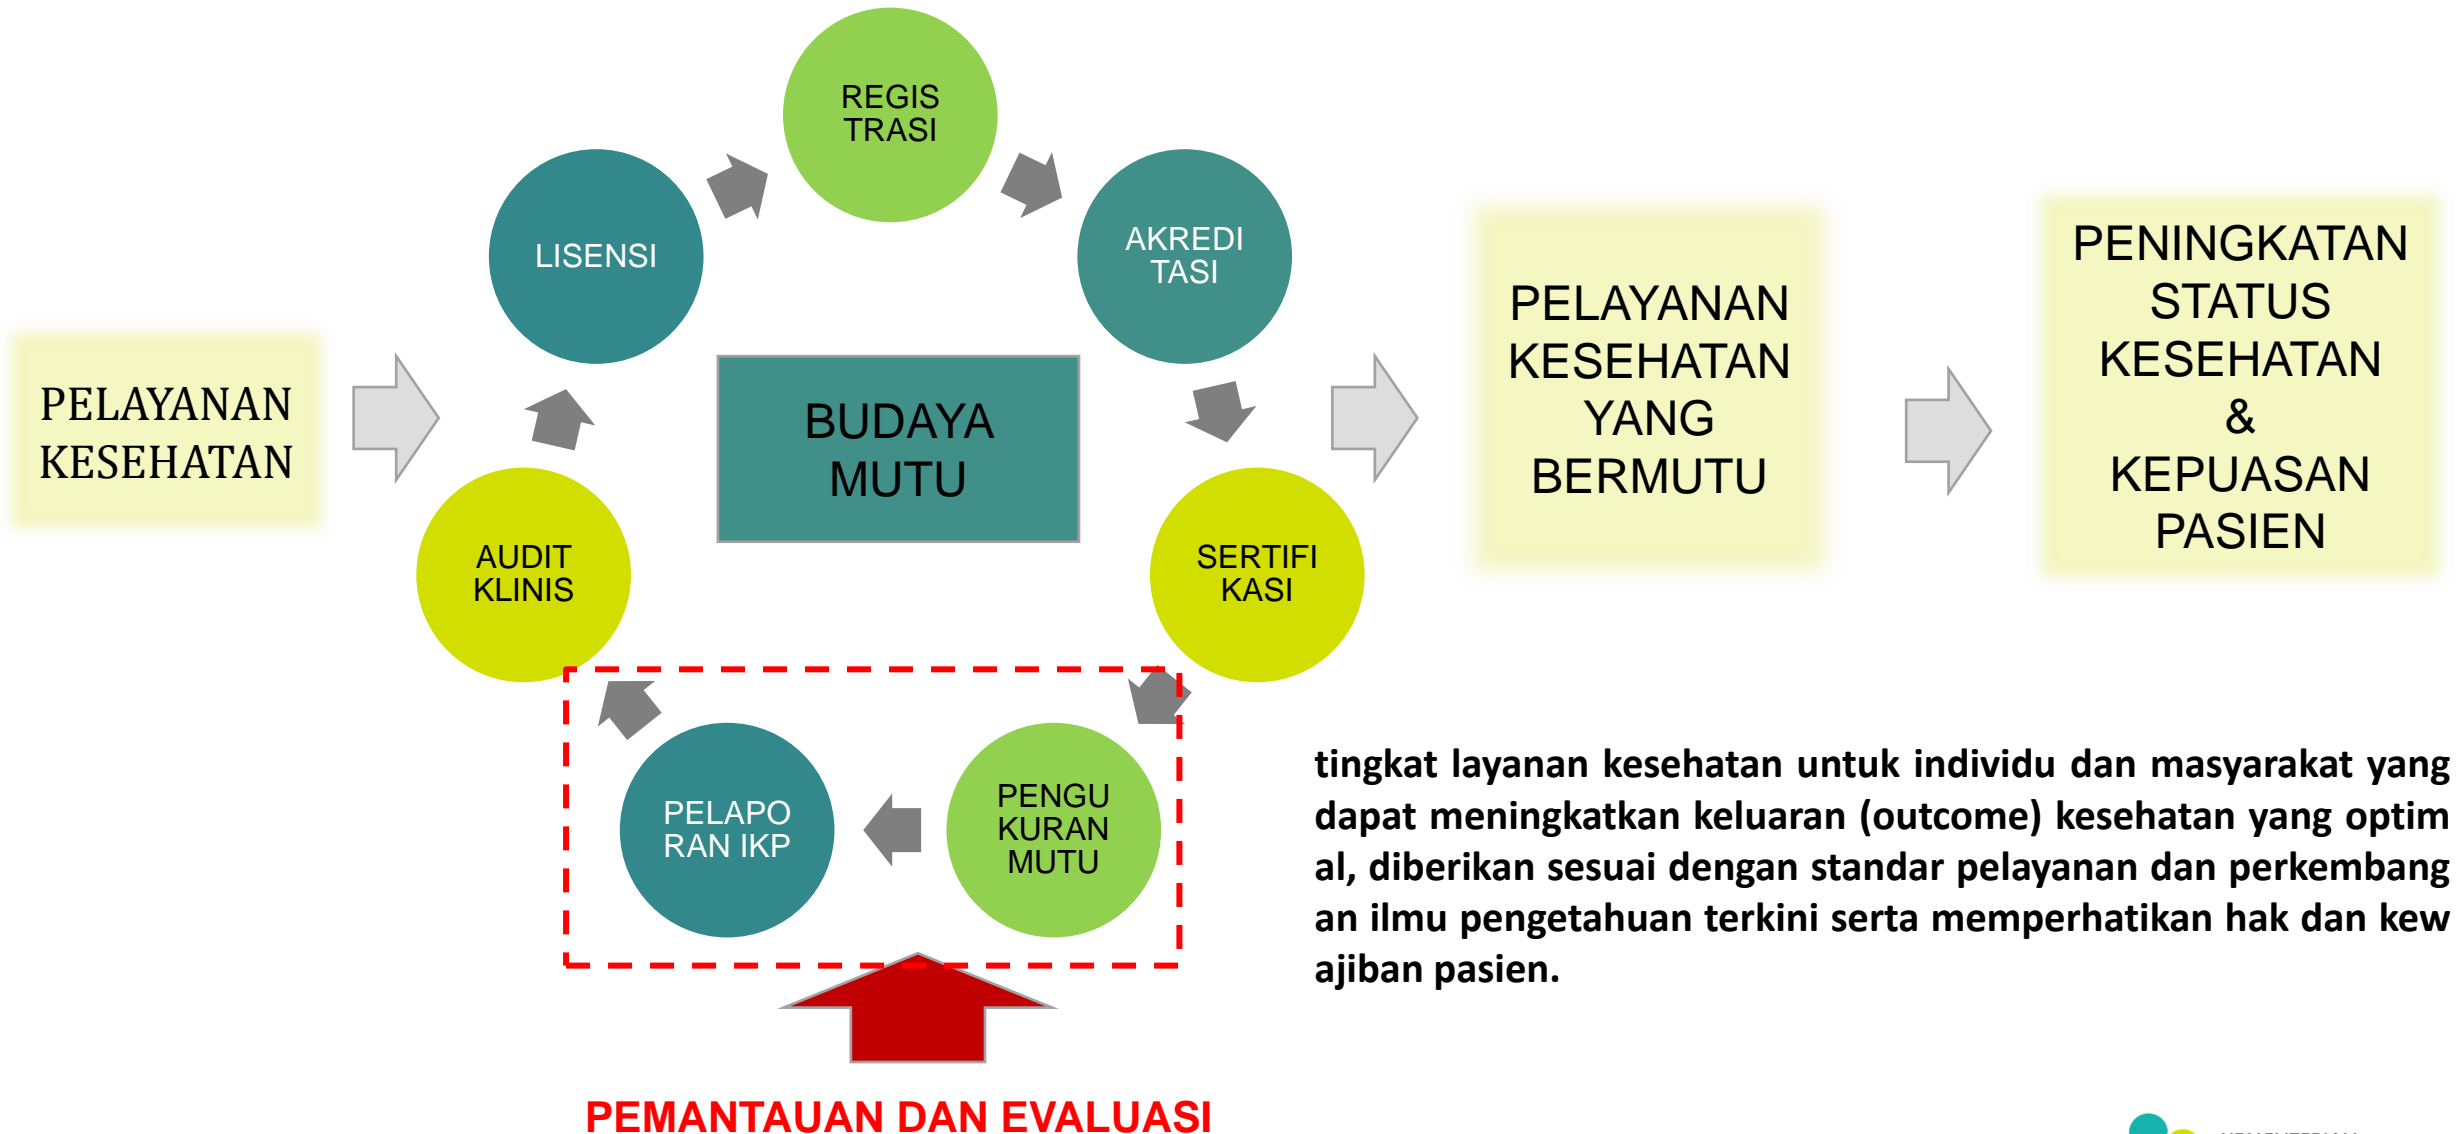 REGIS
TRASI
LISENSI
AKREDI
TASI
PELAYANAN
KESEHATAN
BUDAYA
MUTU
PELAYANAN
KESEHATAN
YANG
BERMUTU
PENINGKATAN
STATUS
KESEHATAN
&
KEPUASAN
PASIEN
AUDIT
KLINIS
SERTIFI
KASI
PELAPO
RAN IKP
PENGU
KURAN
MUTU
tingkat layanan kesehatan untuk individu dan masyarakat yang
dapat meningkatkan keluaran (outcome) kesehatan yang optim
al, diberikan sesuai dengan standar pelayanan dan perkembang
an ilmu pengetahuan terkini serta memperhatikan hak dan kew
ajiban pasien.
PEMANTAUAN DAN EVALUASI